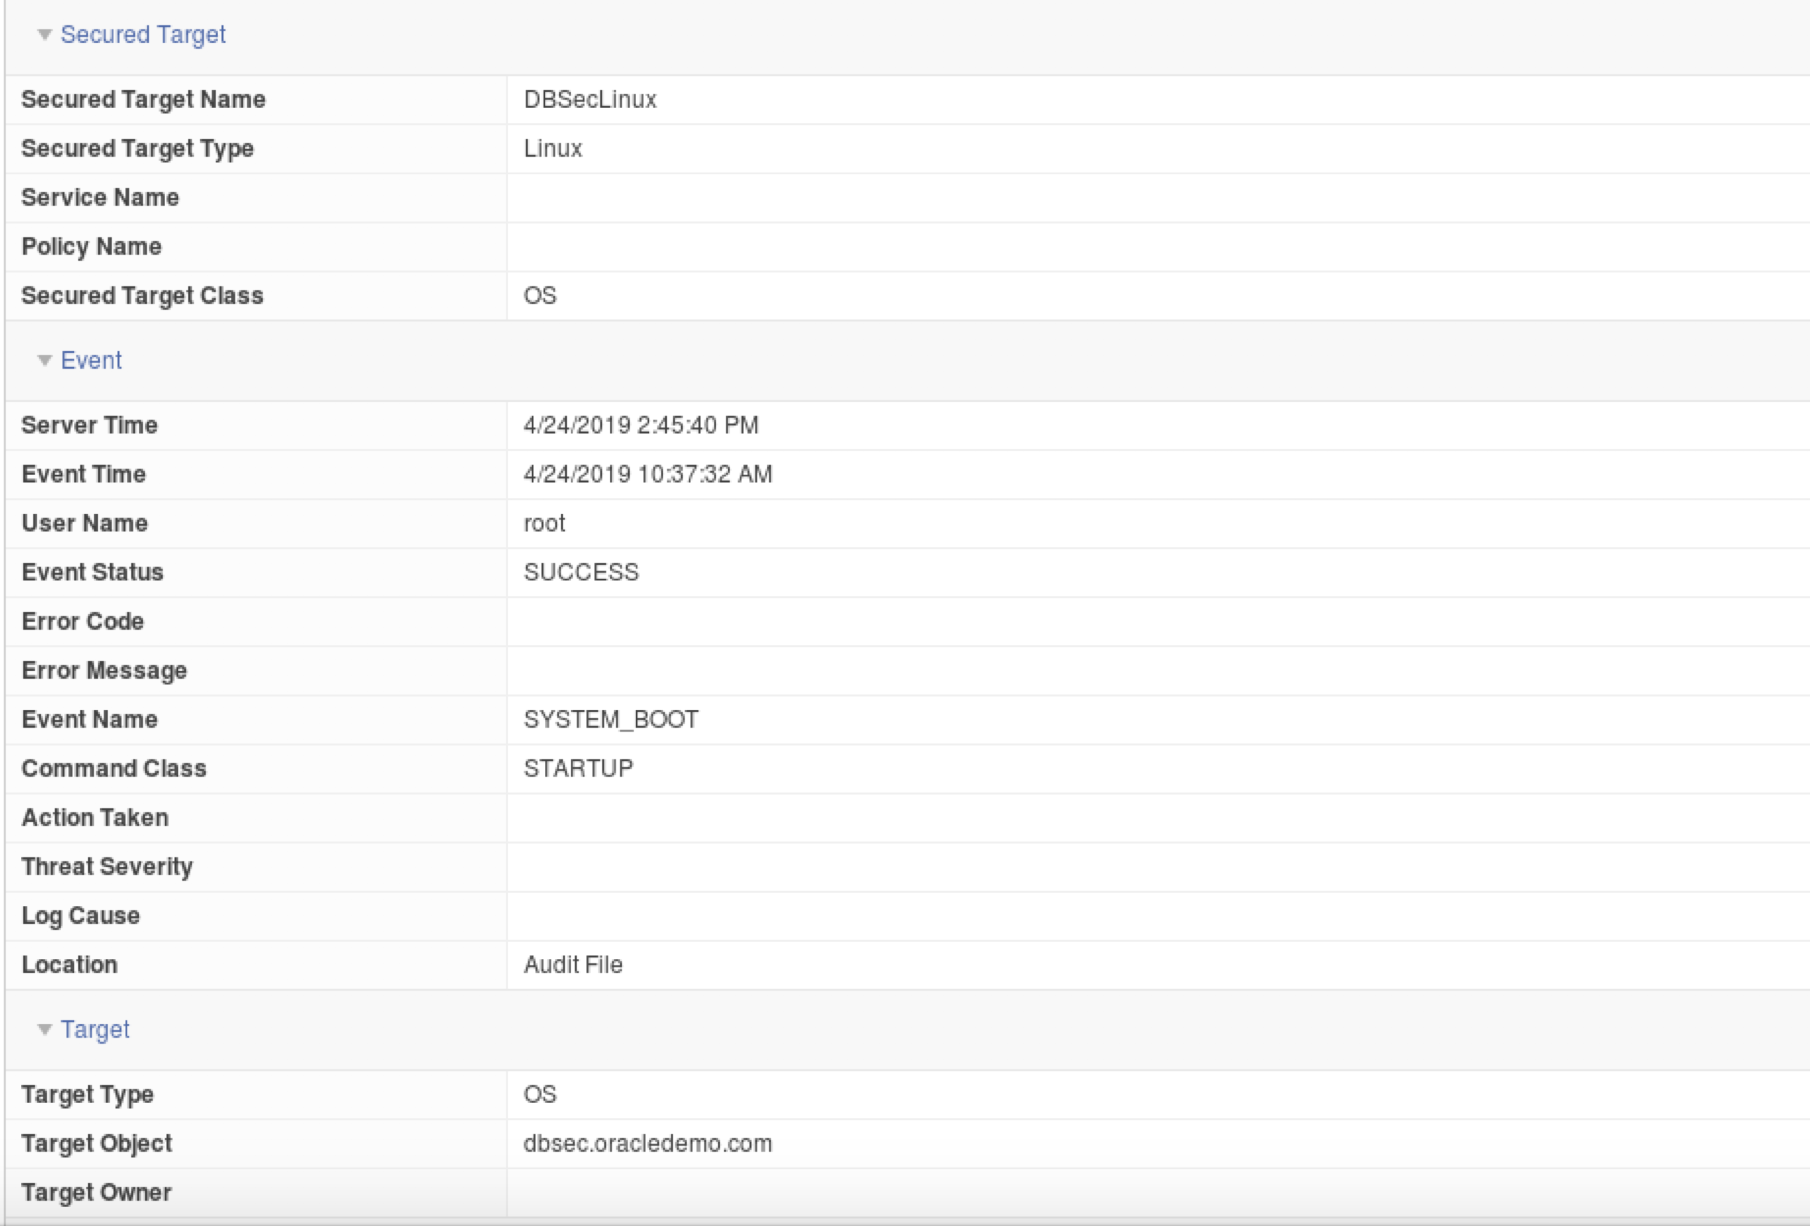 Secured Target
Secured Target Name DBSecLinux
Secured Target Type Linux
Service Name
Policy Name
Secured Target Class OS
Event
Server Time 4/24/2019 2:45:40 PM
Event Time 4/24/2019 10:37:32 AM
User Name root
Event Status SUCCESS
Error Code
Error Message
Event Name SYSTEM_BOOT
Command Class STARTUP
Action Taken
Threat Severity
Log Cause
Location Audit File
Target
Target Type OS
Target Object dbsec.oracledemo.com
Target Owner